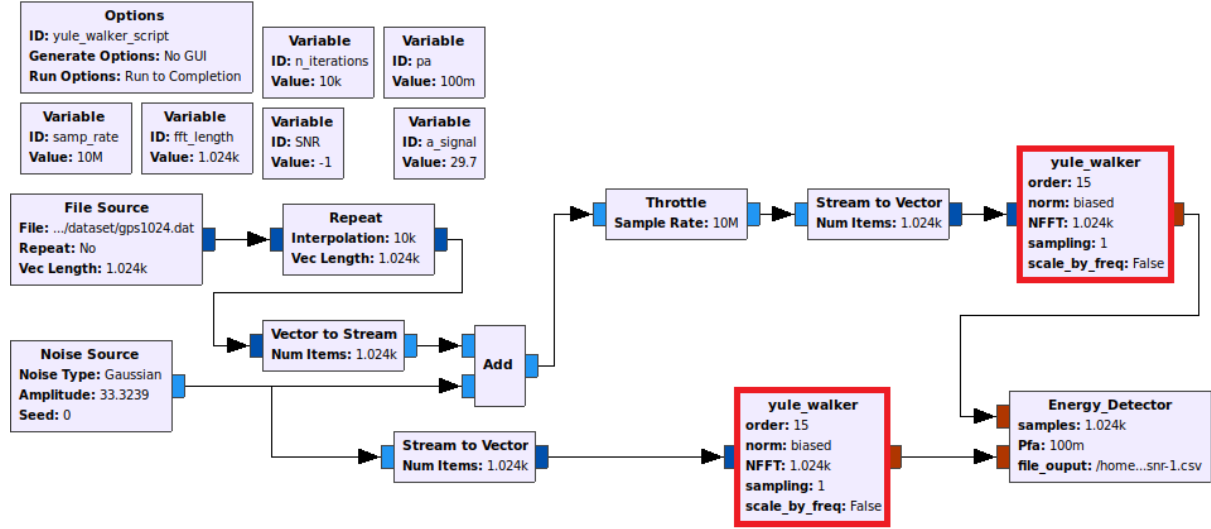 Options
ID: yule_walker_script
Generate Options: No GUI
Run Options: Run to Completion
Variable
ID: n_iterations
Value: 10k
Variable
ID: pa
Value: 100m
Variable
ID: samp_rate
Value: 10M
Variable
ID: fft_length
Value: 1.024k
Variable
ID: SNR
Value: -1
Variable
ID: a_signal
Value: 29.7
File Source
File: .../dataset/gps1024.dat
Repeat: No
Vec Length: 1.024k
Repeat
Interpolation: 10k
Vec Length: 1.024k
Throttle
Sample Rate: 10M
Stream to Vector
Num Items: 1.024k
yule_walker
order: 15
norm: biased
NFFT: 1.024k
sampling: 1
scale_by_freq: False
Vector to Stream
Num Items: 1.024k
Add
Noise Source
Noise Type: Gaussian
Amplitude: 33.3239
Seed: 0
Stream to Vector
Num Items: 1.024k
yule_walker
order: 15
norm: biased
NFFT: 1.024k
sampling: 1
scale_by_freq: False
Energy_Detector
samples: 1.024k
Pfa: 100m
file_ouput: /home...snr-1.csv